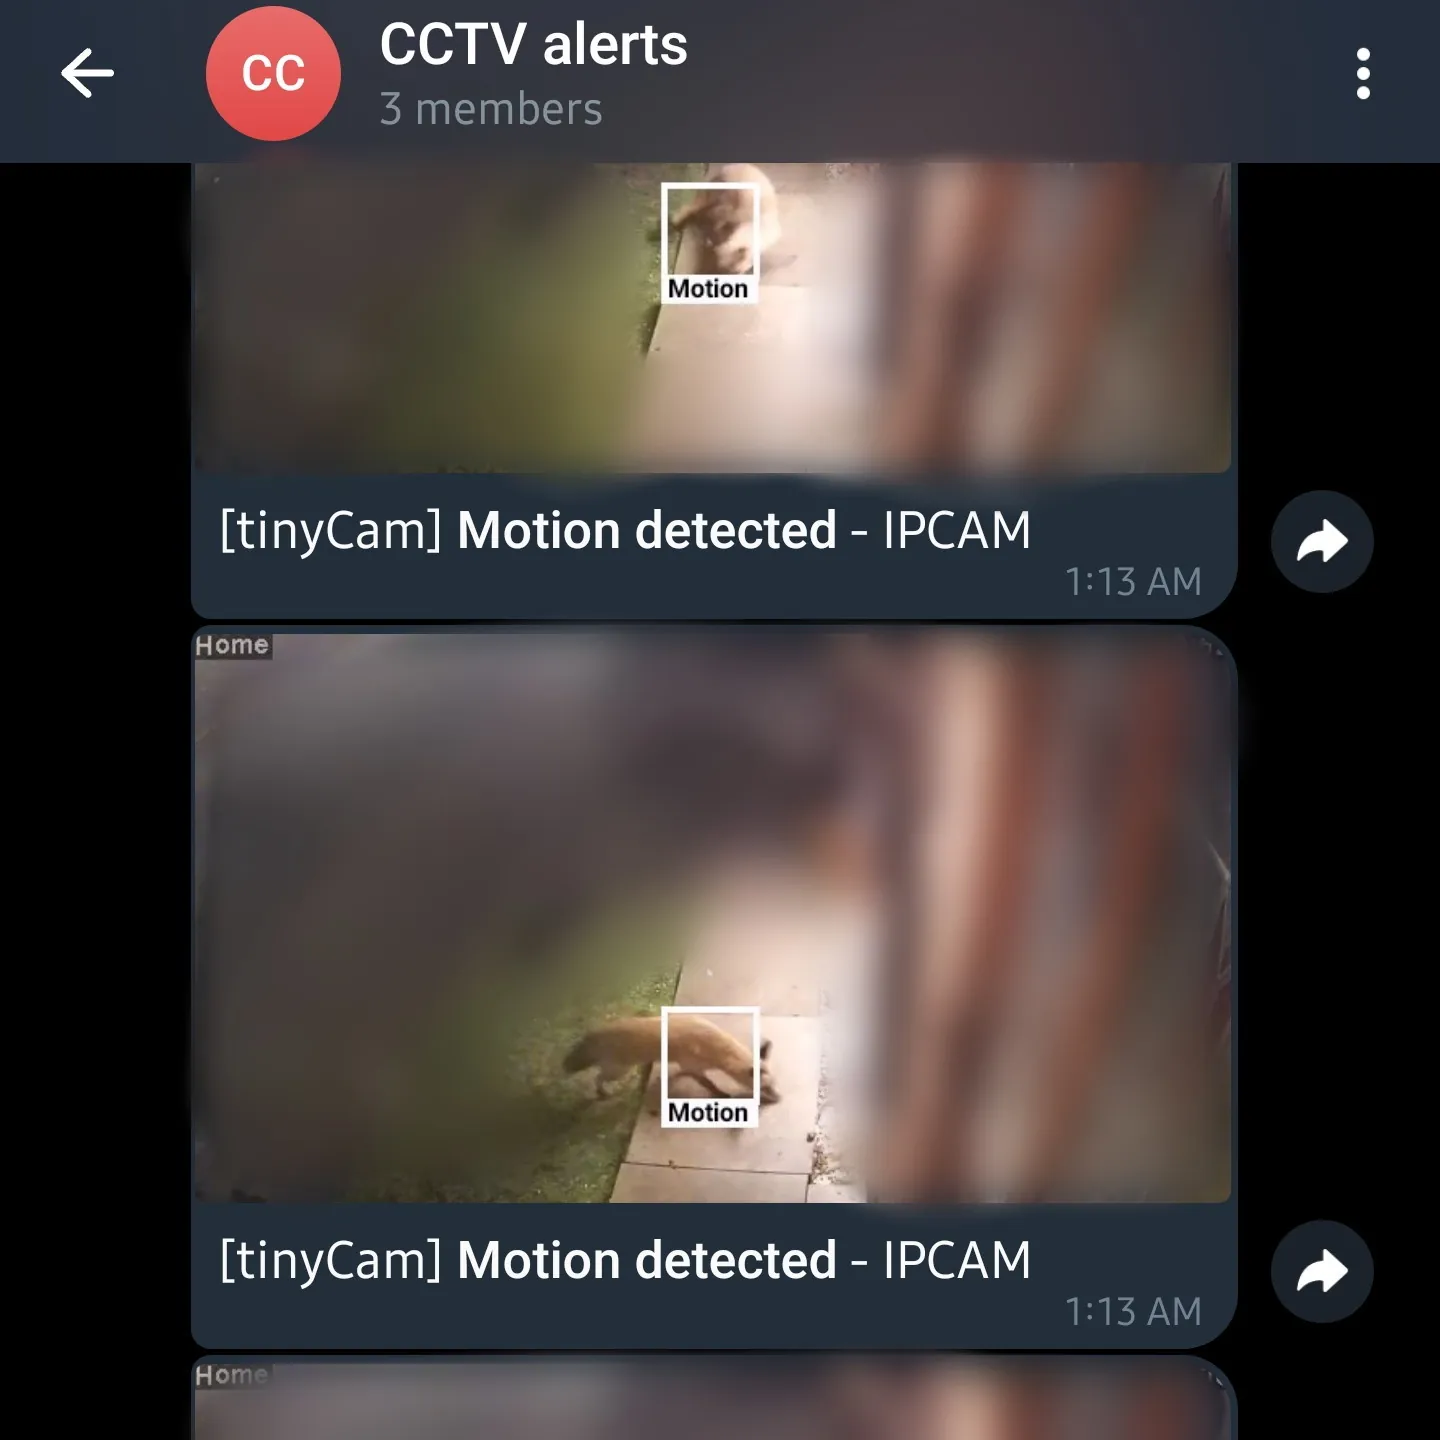 CC
CCTV alerts
3 members
Motion
[tinyCam] Motion detected - IPCAM
1:13 AM
Home
Motion
[tinyCam] Motion detected - IPCAM
1:13 AM
Home